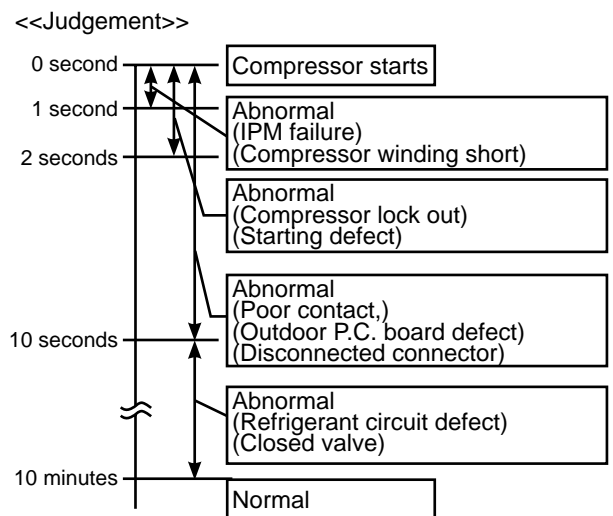 <<Judgement>>
0 second
Compressor starts
1 second
Abnormal
(IPM failure)
(Compressor winding short)
2 seconds
Abnormal
(Compressor lock out)
(Starting defect)
Abnormal
(Poor contact,)
(Outdoor P.C. board defect)
(Disconnected connector)
10 seconds
Abnormal
(Refrigerant circuit defect)
(Closed valve)
10 minutes
Normal